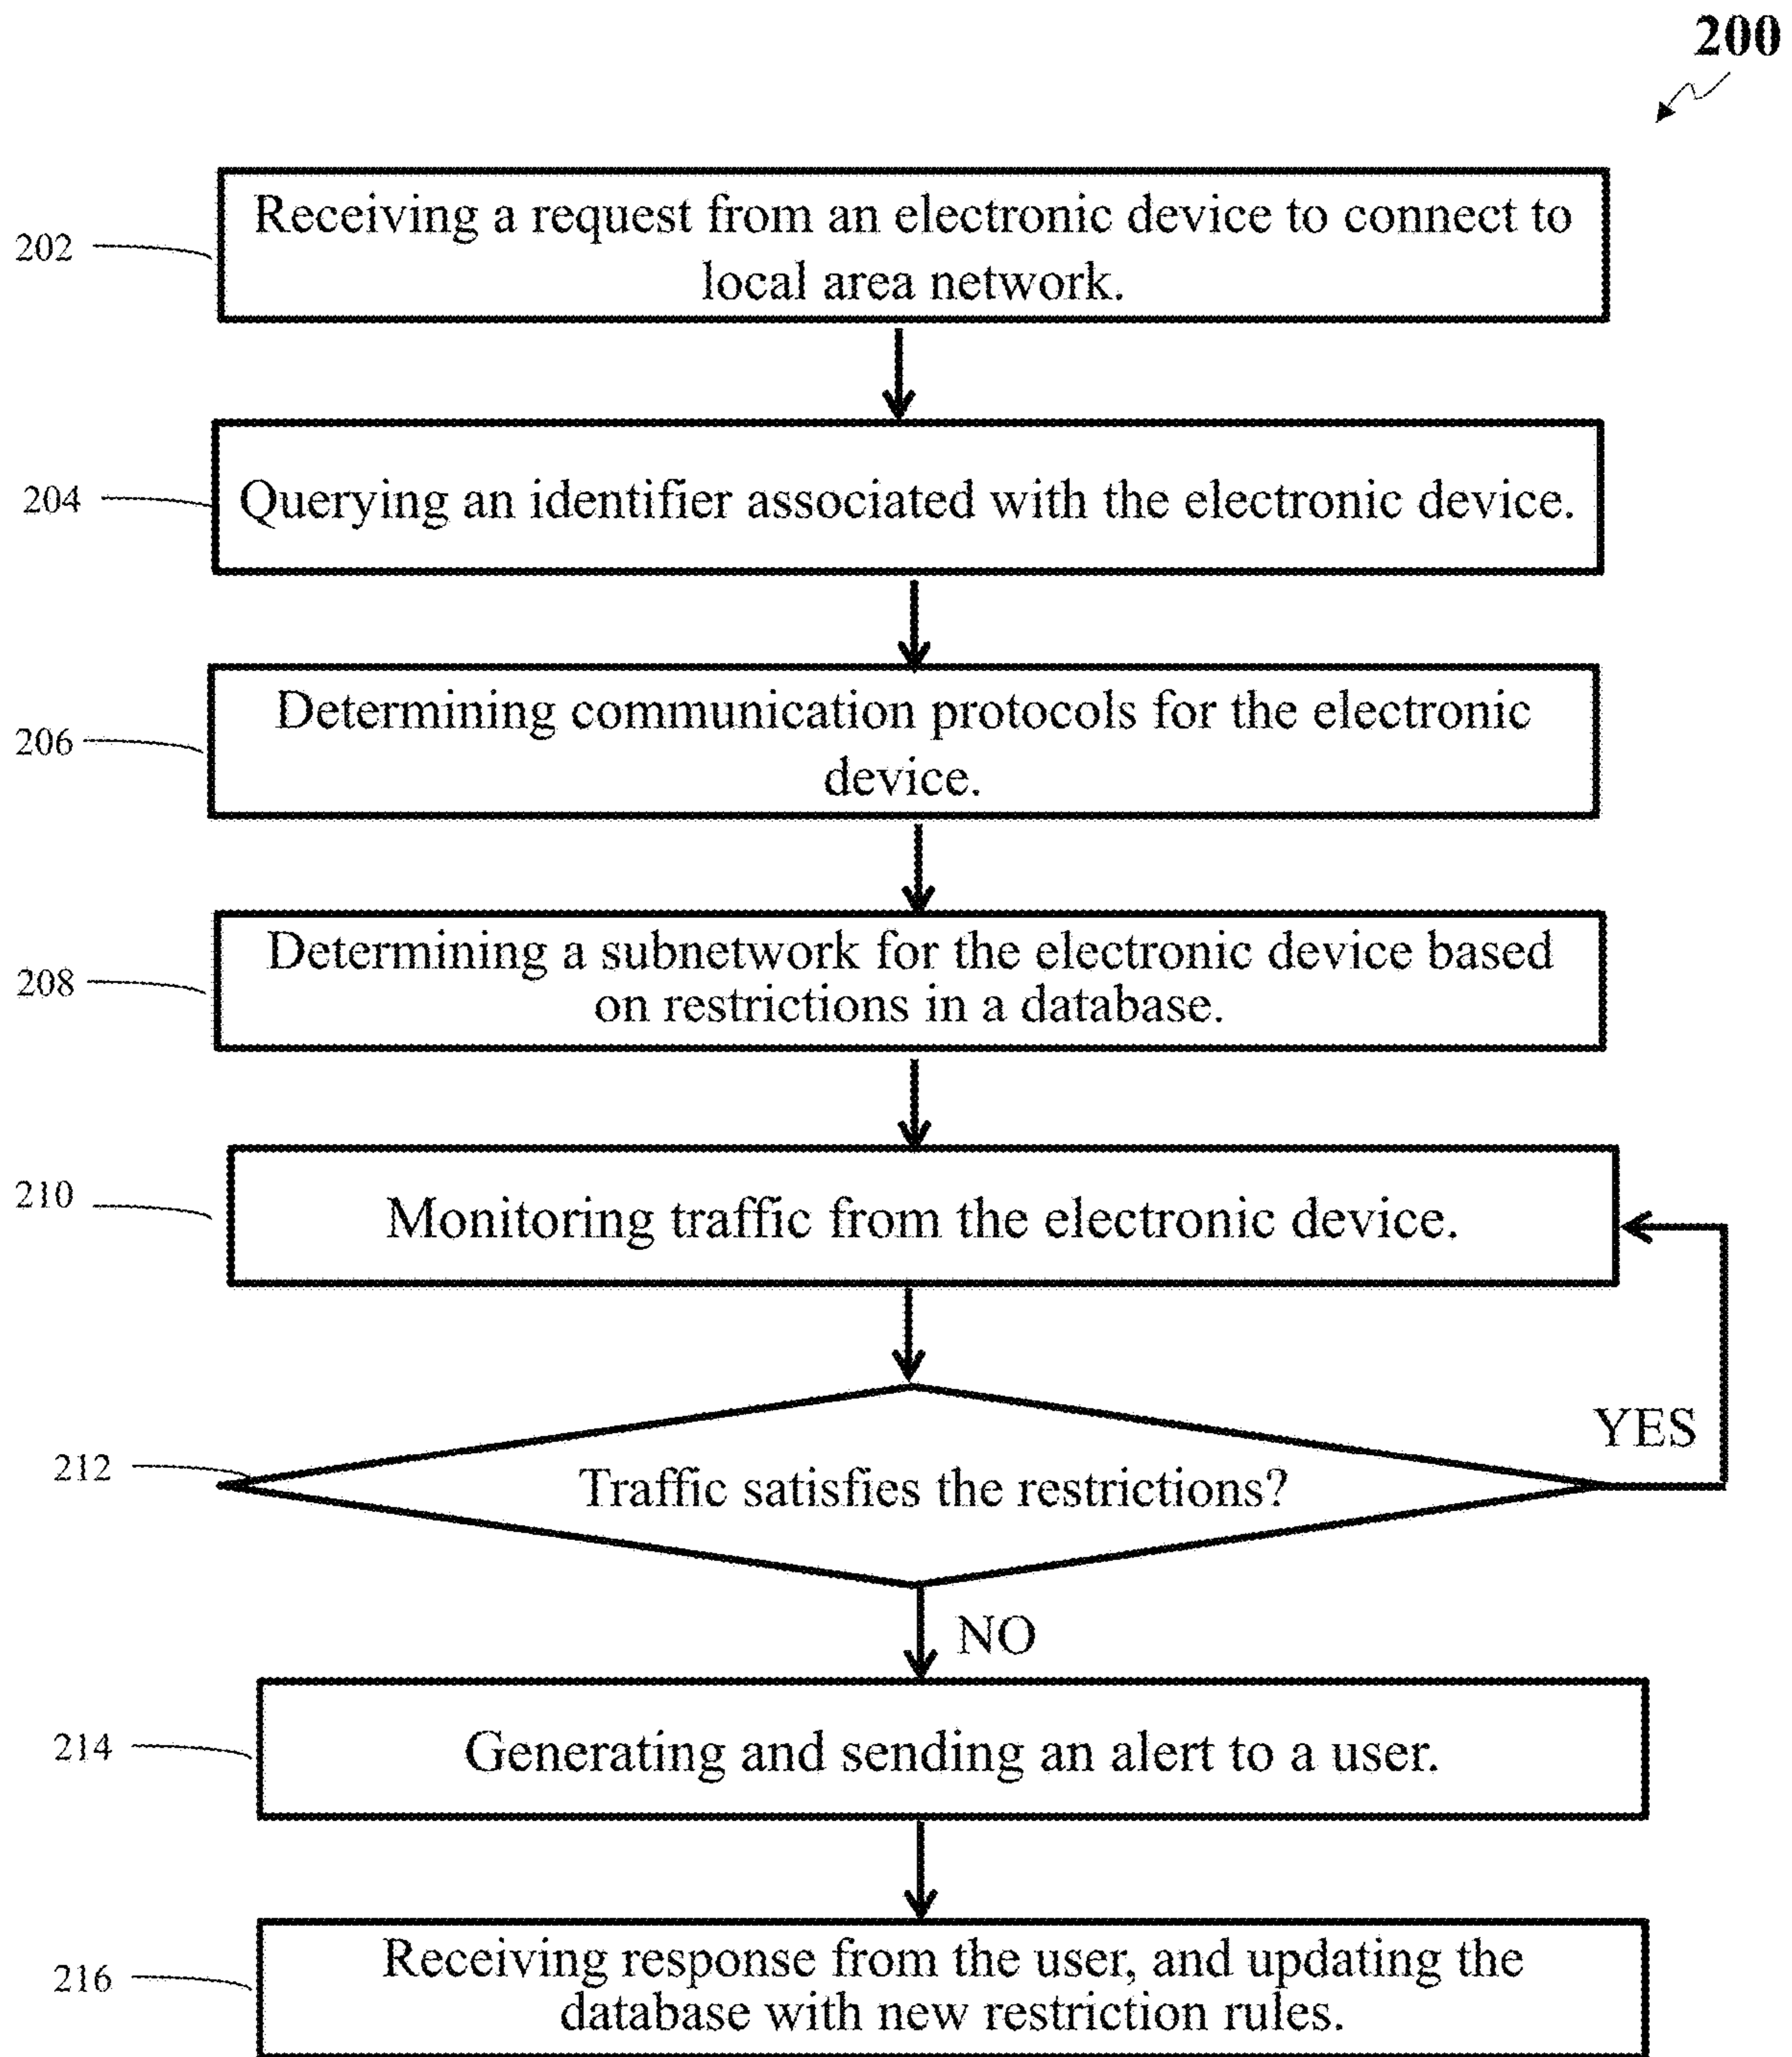 200
202
Receiving a request from an electronic device to connect to
local area network.
204
Querying an identifier associated with the electronic device.
206
Determining communication protocols for the electronic
device.
208
Determining a subnetwork for the electronic device based
on restrictions in a database.
210
Monitoring traffic from the electronic device.
212
Traffic satisfies the restrictions?
YES
NO
214
Generating and sending an alert to a user.
216
Receiving response from the user, and updating the
database with new restriction rules.